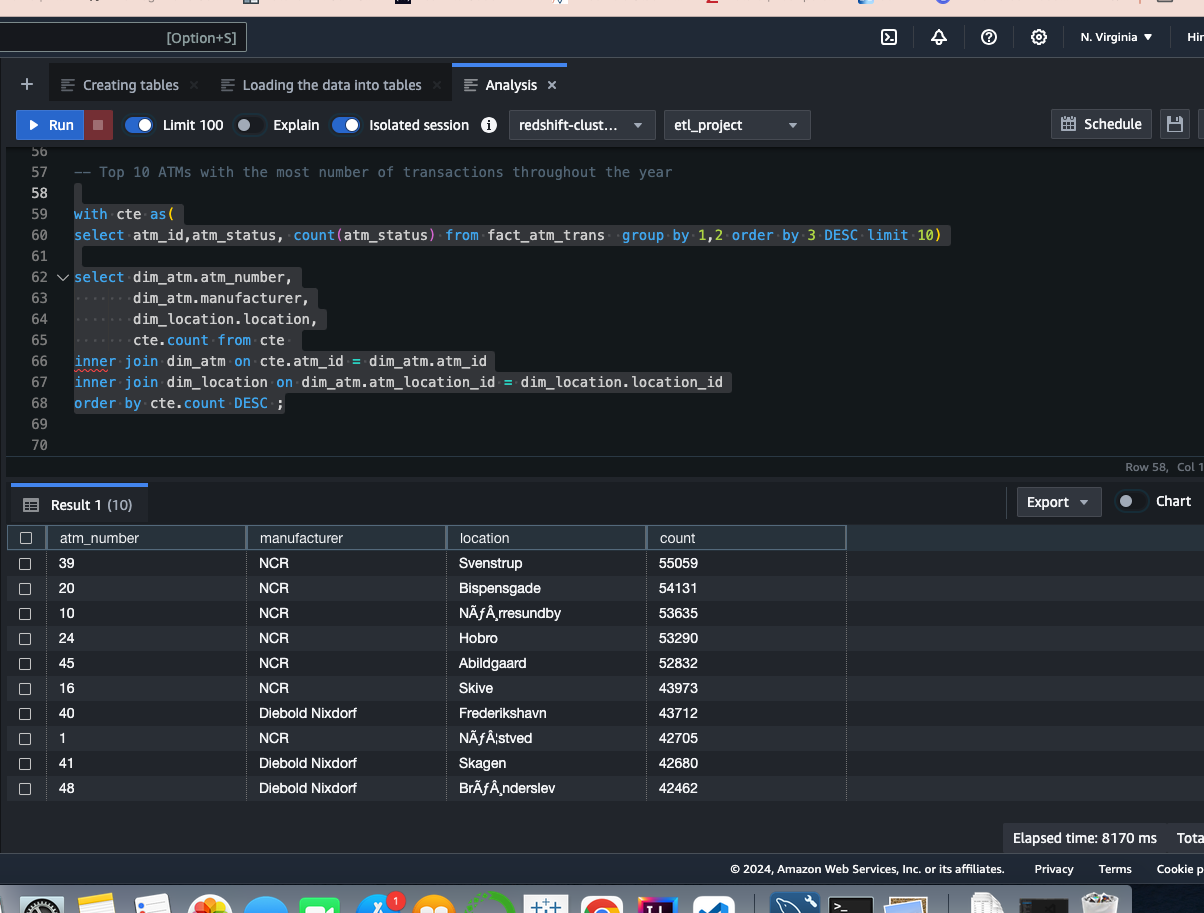 [Option+S] N. Virginia ▼
+ Creating tables × Loading the data into tables × Analysis ×
Run Limit 100 Explain Isolated session redshift-clust... etl_project Schedule
56
57 -- Top 10 ATMs with the most number of transactions throughout the year
58
59 with cte as(
60 select atm_id,atm_status, count(atm_status) from fact_atm_trans  group by 1,2 order by 3 DESC limit 10)
61
62 select dim_atm.atm_number,
63        dim_atm.manufacturer,
64        dim_location.location,
65        cte.count from cte
66 inner join dim_atm on cte.atm_id = dim_atm.atm_id
67 inner join dim_location on dim_atm.atm_location_id = dim_location.location_id
68 order by cte.count DESC ;
69
70
Row 58, Col 1
Result 1 (10) Export Chart
atm_number manufacturer location count
39 NCR Svenstrup 55059
20 NCR Bispensgade 54131
10 NCR NÃƒÂ¸rresundby 53635
24 NCR Hobro 53290
45 NCR Abildgaard 52832
16 NCR Skive 43973
40 Diebold Nixdorf Frederikshavn 43712
1 NCR NÃƒÂ¦stved 42705
41 Diebold Nixdorf Skagen 42680
48 Diebold Nixdorf BrÃƒÂ¸nderslev 42462
Elapsed time: 8170 ms
© 2024, Amazon Web Services, Inc. or its affiliates. Privacy Terms Cookie
1